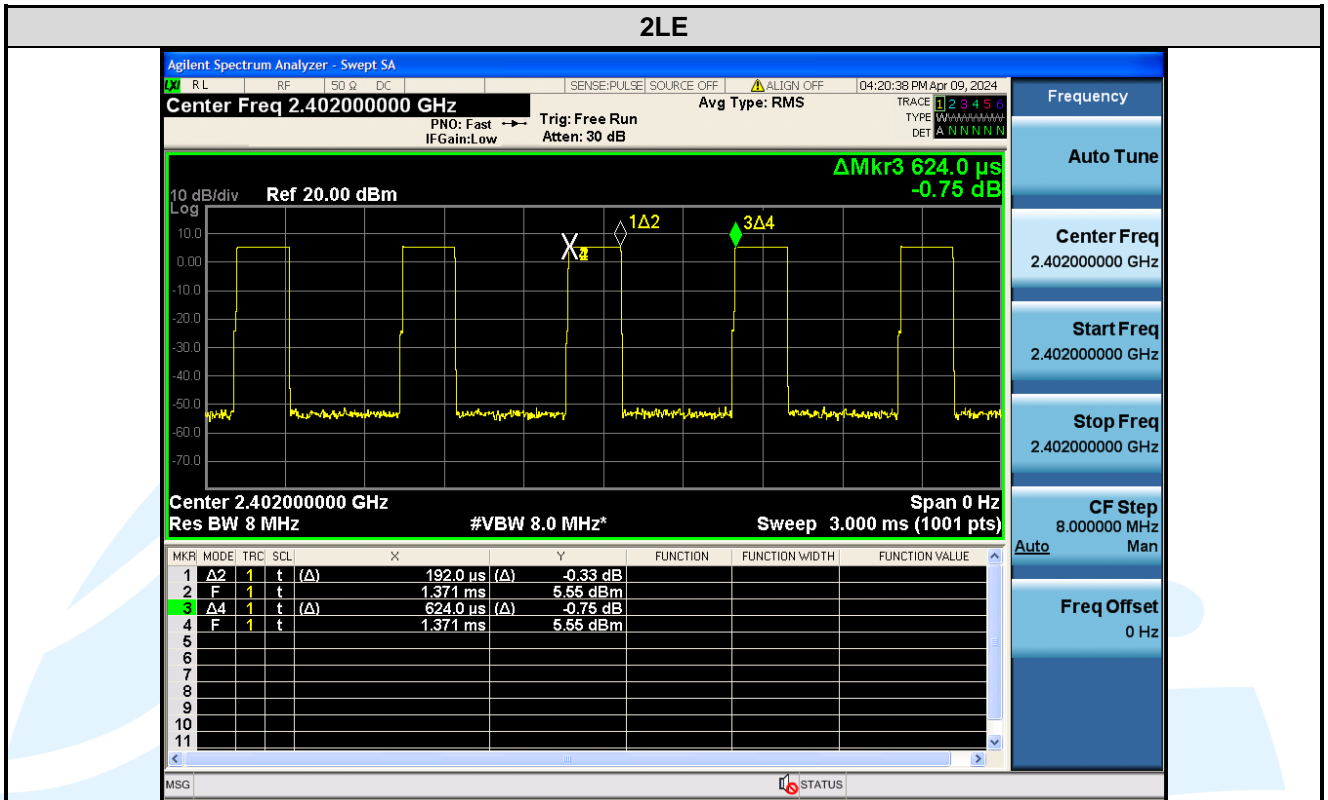 2LE
Agilent Spectrum Analyzer - Swept SA
LXI RL RF 50 Ω DC SENSE:PULSE SOURCE OFF ALIGN OFF 04:20:38 PM Apr 09, 2024
Center Freq 2.402000000 GHz
PNO: Fast
IFGain:Low
Trig: Free Run
Atten: 30 dB
Avg Type: RMS
TRACE 1 2 3 4 5 6
TYPE
DET A N N N N N
ΔMkr3 624.0 µs
-0.75 dB
10 dB/div Ref 20.00 dBm
Log
10.0
0.00
-10.0
-20.0
-30.0
-40.0
-50.0
-60.0
-70.0
1Δ2
3Δ4
Center 2.402000000 GHz Span 0 Hz
Res BW 8 MHz #VBW 8.0 MHz* Sweep 3.000 ms (1001 pts)
MKR MODE TRC SCL X Y FUNCTION FUNCTION WIDTH FUNCTION VALUE
1 Δ2 1 t (Δ) 192.0 µs (Δ) -0.33 dB
2 F 1 t 1.371 ms 5.55 dBm
3 Δ4 1 t (Δ) 624.0 µs (Δ) -0.75 dB
4 F 1 t 1.371 ms 5.55 dBm
5
6
7
8
9
10
11
MSG STATUS
Frequency
Auto Tune
Center Freq
2.402000000 GHz
Start Freq
2.402000000 GHz
Stop Freq
2.402000000 GHz
CF Step
8.000000 MHz
Auto Man
Freq Offset
0 Hz